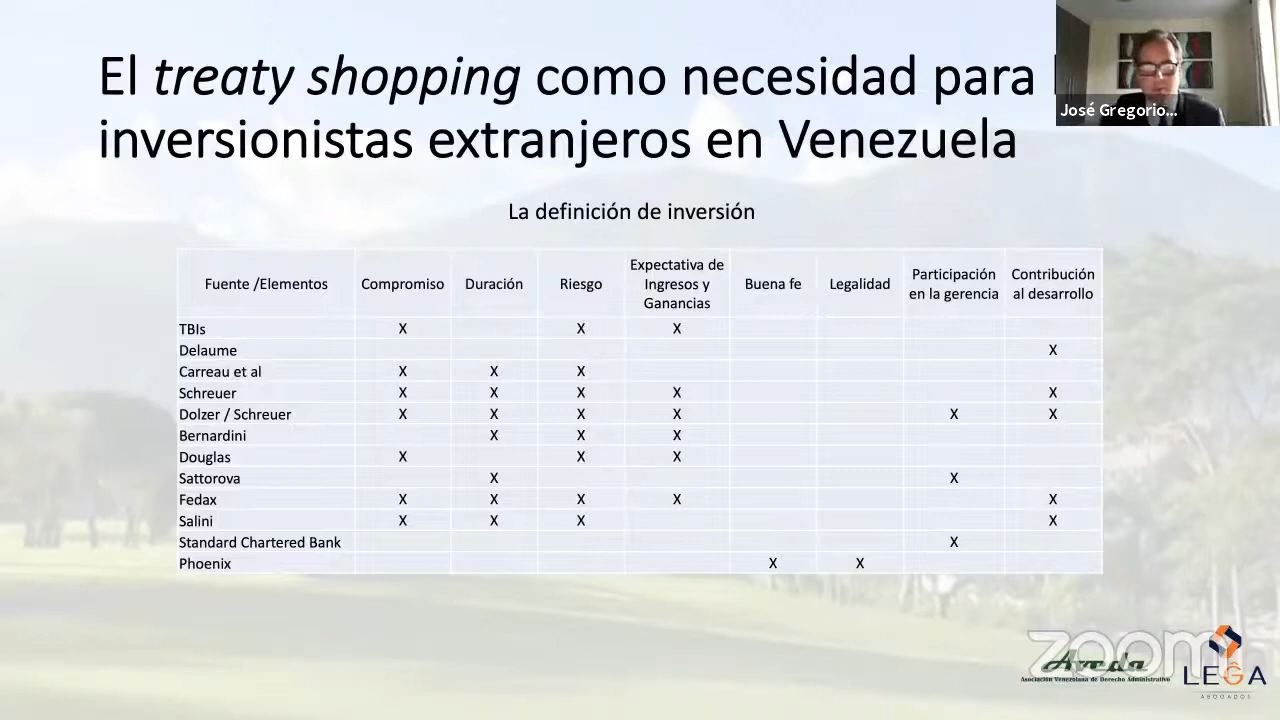 El treaty shopping como necesidad para
inversionistas extranjeros en Venezuela
José Gregorio...
La definición de inversión
Fuente /Elementos Compromiso Duración Riesgo Expectativa de Ingresos y Ganancias Buena fe Legalidad Participación en la gerencia Contribución al desarrollo
TBIs X X X
Delaume X
Carreau et al X X X
Schreuer X X X X X
Dolzer / Schreuer X X X X X X
Bernardini X X X
Douglas X X X
Sattorova X X
Fedax X X X X X
Salini X X X X
Standard Chartered Bank X
Phoenix X X
zoom
Aveda
Asociación Venezolana de Derecho Administrativo
LEGA
ABOGADOS